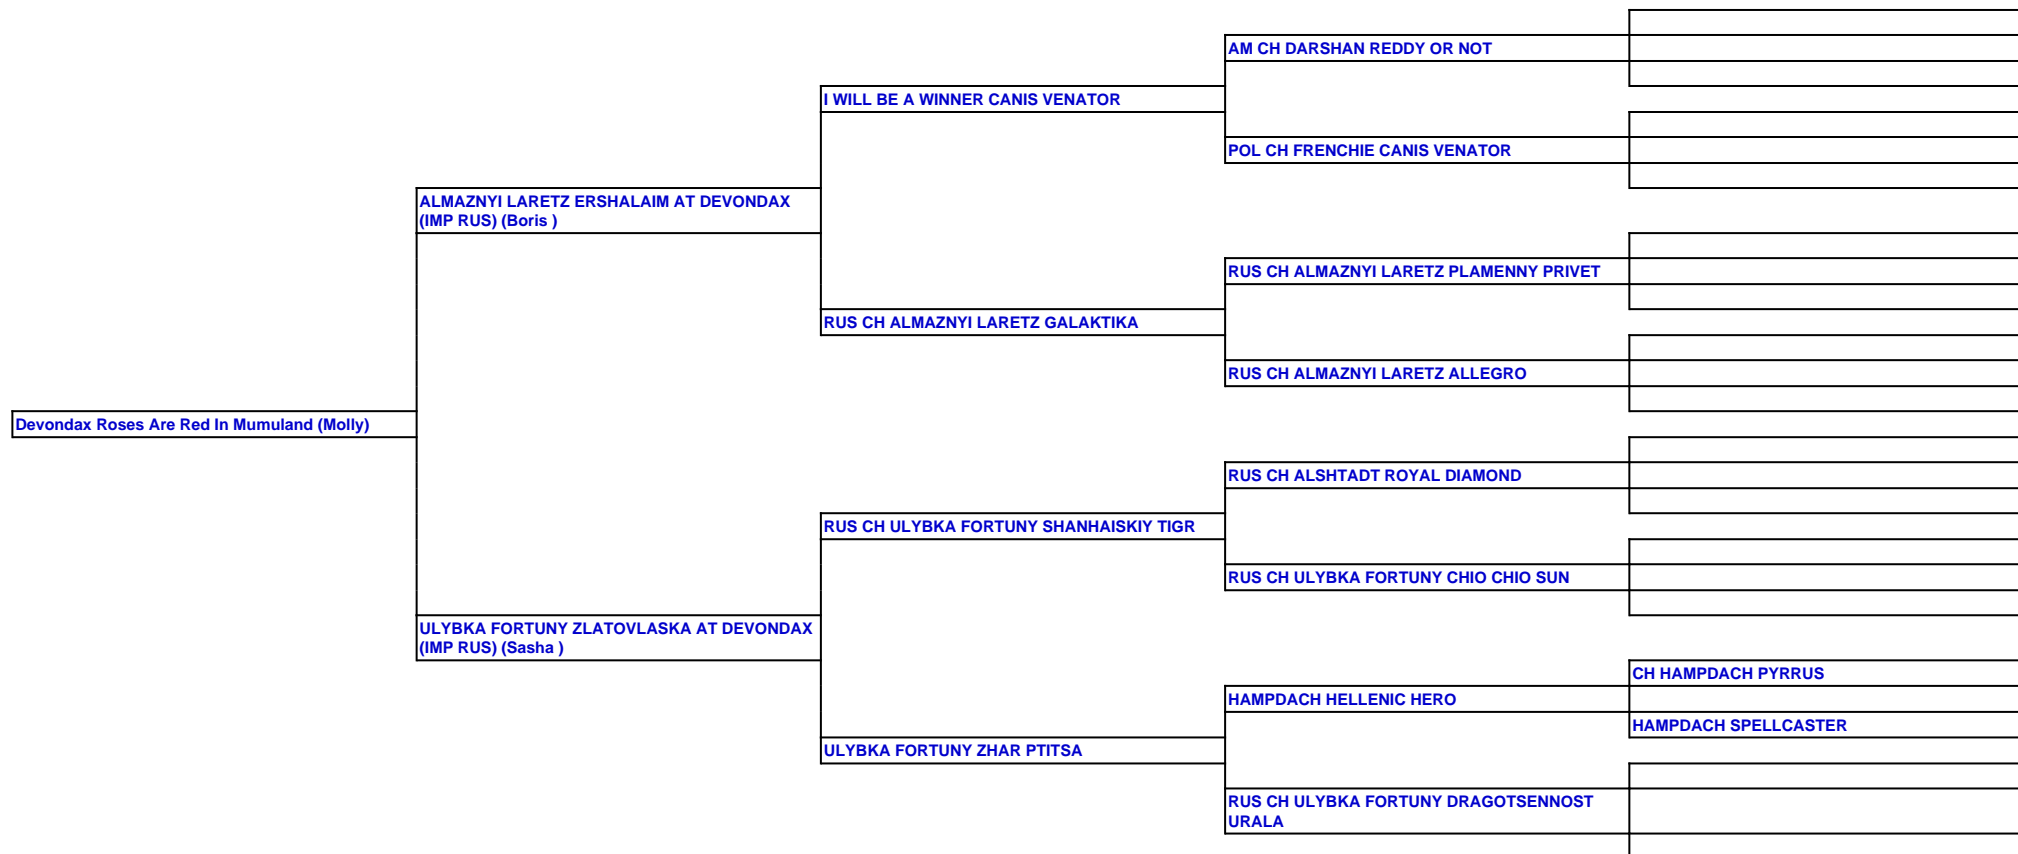 AM CH DARSHAN REDDY OR NOT
I WILL BE A WINNER CANIS VENATOR
POL CH FRENCHIE CANIS VENATOR
ALMAZNYI LARETZ ERSHALAIM AT DEVONDAX
(IMP RUS) (Boris )
RUS CH ALMAZNYI LARETZ PLAMENNY PRIVET
RUS CH ALMAZNYI LARETZ GALAKTIKA
RUS CH ALMAZNYI LARETZ ALLEGRO
Devondax Roses Are Red In Mumuland (Molly)
RUS CH ALSHTADT ROYAL DIAMOND
RUS CH ULYBKA FORTUNY SHANHAISKIY TIGR
RUS CH ULYBKA FORTUNY CHIO CHIO SUN
ULYBKA FORTUNY ZLATOVLASKA AT DEVONDAX
(IMP RUS) (Sasha )
CH HAMPDACH PYRRUS
HAMPDACH HELLENIC HERO
HAMPDACH SPELLCASTER
ULYBKA FORTUNY ZHAR PTITSA
RUS CH ULYBKA FORTUNY DRAGOTSENNOST
URALA